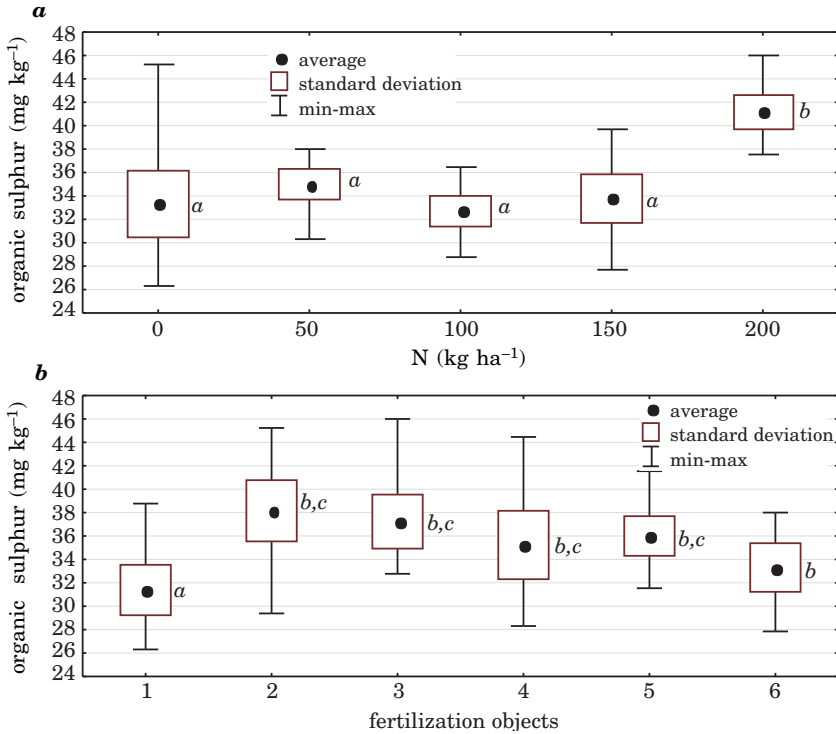 a
organic sulphur (mg kg⁻¹)
48
46
44
42
40
38
36
34
32
30
28
26
24
average
standard deviation
min-max
a
a
a
a
b
0 50 100 150 200
N (kg ha⁻¹)
b
organic sulphur (mg kg⁻¹)
48
46
44
42
40
38
36
34
32
30
28
26
24
average
standard deviation
min-max
a
b,c
b,c
b,c
b,c
b
1 2 3 4 5 6
fertilization objects